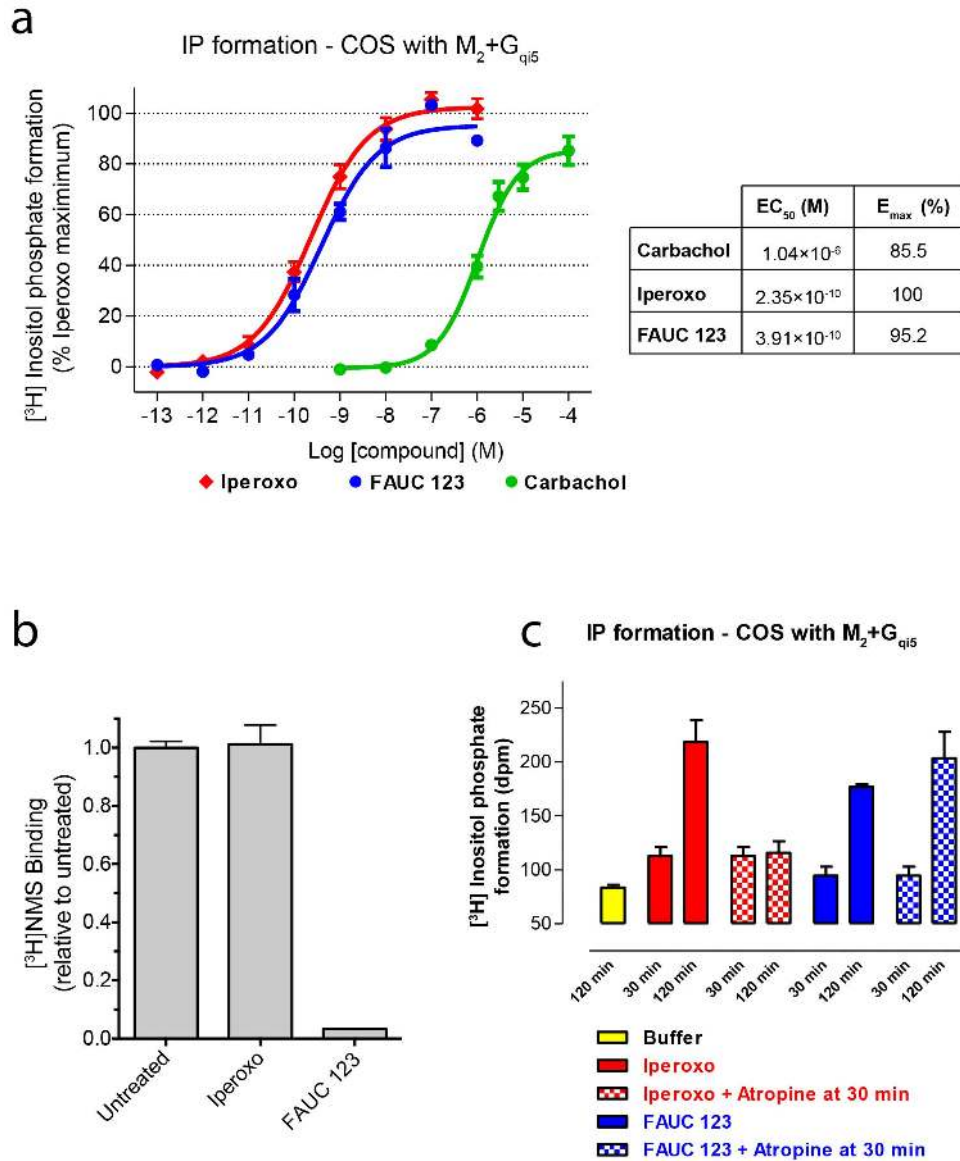 a
IP formation - COS with M₂+Gqi5
[³H] Inositol phosphate formation
(% Iperoxo maximimum)
100
80
60
40
20
0
-13 -12 -11 -10 -9 -8 -7 -6 -5 -4
Log [compound] (M)
Iperoxo FAUC 123 Carbachol
EC₅₀ (M) Eₘₐₓ (%)
Carbachol 1.04×10⁻⁶ 85.5
Iperoxo 2.35×10⁻¹⁰ 100
FAUC 123 3.91×10⁻¹⁰ 95.2
b
[³H]NMS Binding
(relative to untreated)
1.0
0.8
0.6
0.4
0.2
0.0
Untreated Iperoxo FAUC 123
c
IP formation - COS with M₂+Gqi5
[³H] Inositol phosphate
formation (dpm)
250
200
150
100
50
120 min 30 min 120 min 30 min 120 min 30 min 120 min 30 min 120 min
Buffer
Iperoxo
Iperoxo + Atropine at 30 min
FAUC 123
FAUC 123 + Atropine at 30 min